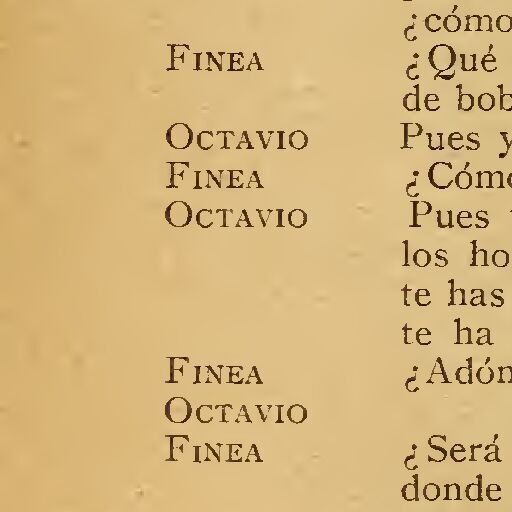 ¿cómo
FINEA ¿Qué
de bob
OCTAVIO Pues y
FINEA ¿Cómo
OCTAVIO Pues
los ho
te has
te ha
FINEA ¿Adón
OCTAVIO
FINEA ¿Será
donde